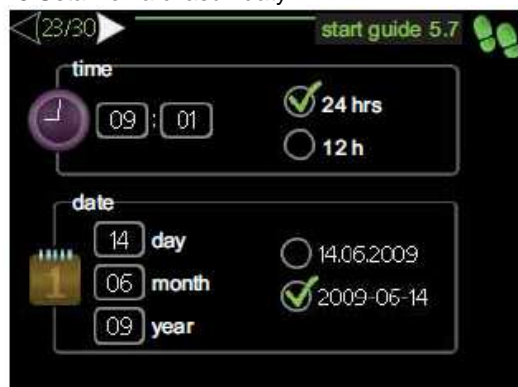 23/30
start guide 5.7
time
09 : 01
24 hrs
12 h
date
14 day
06 month
09 year
14.06.2009
2009-06-14
1